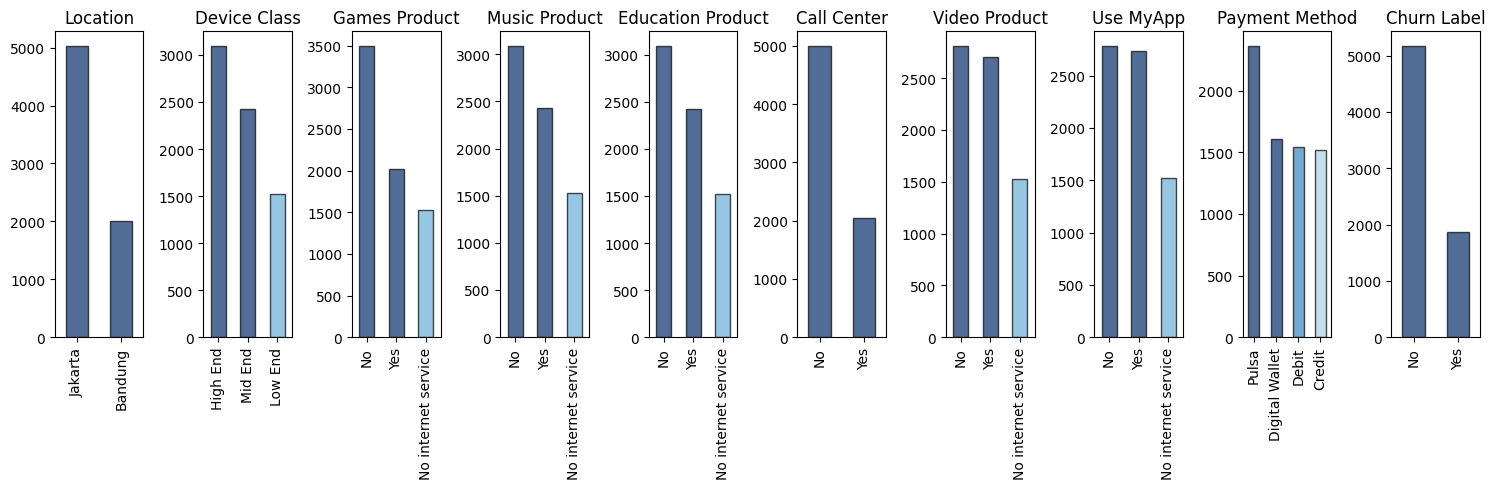 Location
5000
4000
3000
2000
1000
0
Jakarta
Bandung
Device Class
3000
2500
2000
1500
1000
500
0
High End
Mid End
Low End
Games Product
3500
3000
2500
2000
1500
1000
500
0
No
Yes
No internet service
Music Product
3000
2500
2000
1500
1000
500
0
No
Yes
No internet service
Education Product
3000
2500
2000
1500
1000
500
0
No
Yes
No internet service
Call Center
5000
4000
3000
2000
1000
0
No
Yes
Video Product
2500
2000
1500
1000
500
0
No
Yes
No internet service
Use MyApp
2500
2000
1500
1000
500
0
No
Yes
No internet service
Payment Method
2000
1500
1000
500
0
Pulsa
Digital Wallet
Debit
Credit
Churn Label
5000
4000
3000
2000
1000
0
No
Yes